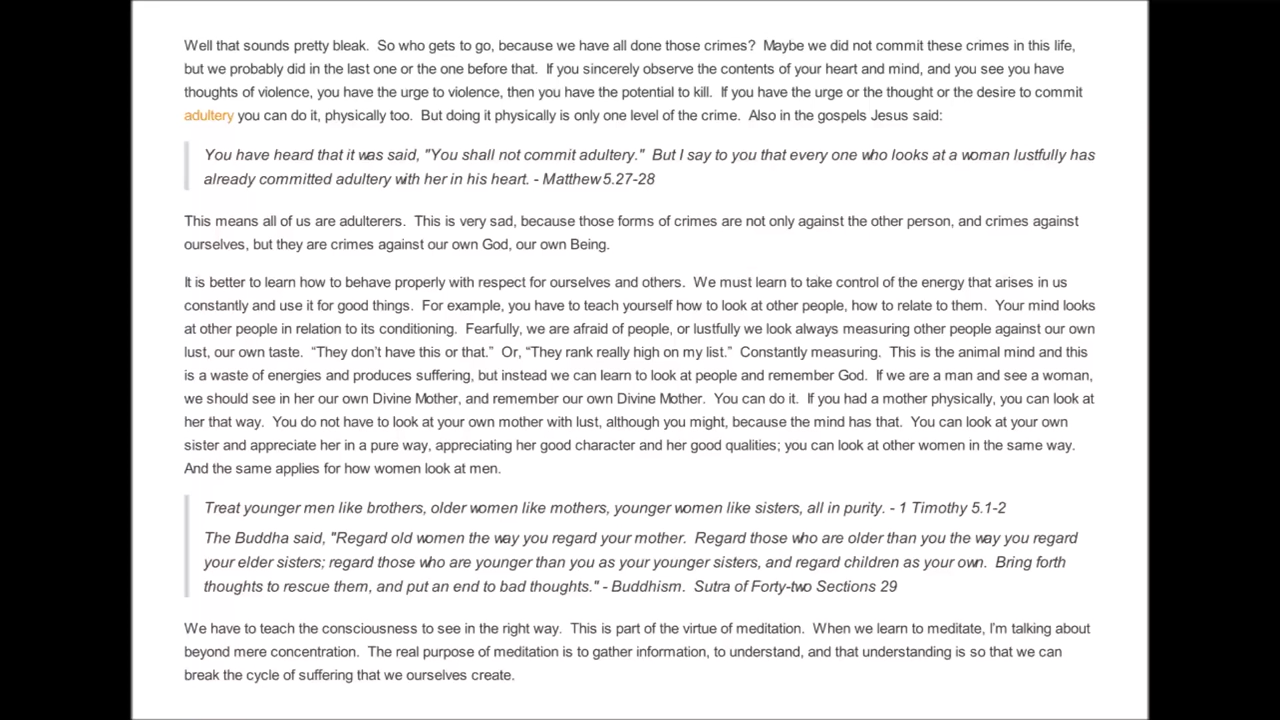 Well that sounds pretty bleak.  So who gets to go, because we have all done those crimes?  Maybe we did not commit these crimes in this life,
but we probably did in the last one or the one before that.  If you sincerely observe the contents of your heart and mind, and you see you have
thoughts of violence, you have the urge to violence, then you have the potential to kill.  If you have the urge or the thought or the desire to commit
adultery you can do it, physically too.  But doing it physically is only one level of the crime.  Also in the gospels Jesus said:
You have heard that it was said, "You shall not commit adultery."  But I say to you that every one who looks at a woman lustfully has
already committed adultery with her in his heart. - Matthew 5.27-28
This means all of us are adulterers.  This is very sad, because those forms of crimes are not only against the other person, and crimes against
ourselves, but they are crimes against our own God, our own Being.
It is better to learn how to behave properly with respect for ourselves and others.  We must learn to take control of the energy that arises in us
constantly and use it for good things.  For example, you have to teach yourself how to look at other people, how to relate to them.  Your mind looks
at other people in relation to its conditioning.  Fearfully, we are afraid of people, or lustfully we look always measuring other people against our own
lust, our own taste.  “They don’t have this or that.”  Or, “They rank really high on my list.”  Constantly measuring.  This is the animal mind and this
is a waste of energies and produces suffering, but instead we can learn to look at people and remember God.  If we are a man and see a woman,
we should see in her our own Divine Mother, and remember our own Divine Mother.  You can do it.  If you had a mother physically, you can look at
her that way.  You do not have to look at your own mother with lust, although you might, because the mind has that.  You can look at your own
sister and appreciate her in a pure way, appreciating her good character and her good qualities; you can look at other women in the same way.
And the same applies for how women look at men.
Treat younger men like brothers, older women like mothers, younger women like sisters, all in purity. - 1 Timothy 5.1-2
The Buddha said, "Regard old women the way you regard your mother.  Regard those who are older than you the way you regard
your elder sisters; regard those who are younger than you as your younger sisters, and regard children as your own.  Bring forth
thoughts to rescue them, and put an end to bad thoughts." - Buddhism.  Sutra of Forty-two Sections 29
We have to teach the consciousness to see in the right way.  This is part of the virtue of meditation.  When we learn to meditate, I’m talking about
beyond mere concentration.  The real purpose of meditation is to gather information, to understand, and that understanding is so that we can
break the cycle of suffering that we ourselves create.